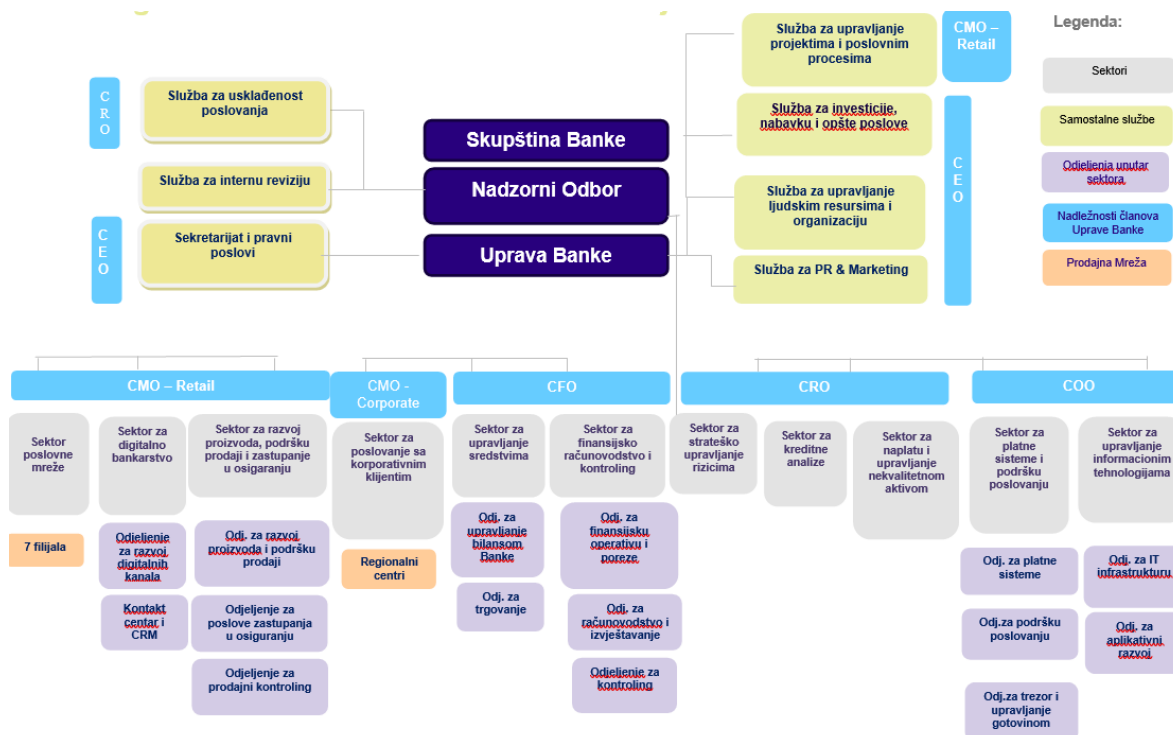 Legenda:
Sektori
Samostalne službe
Odjeljenja unutar
sektora
Nadležnosti članova
Uprave Banke
Prodajna Mreža
CRO
Služba za usklađenost
poslovanja
Služba za internu reviziju
CEO
Sekretarijat i pravni
poslovi
Skupština Banke
Nadzorni Odbor
Uprava Banke
Služba za upravljanje
projektima i poslovnim
procesima
CMO –
Retail
Služba za investicije,
nabavku i opšte poslove
CEO
Služba za upravljanje
ljudskim resursima i
organizaciju
Služba za PR & Marketing
CMO – Retail
Sektor
poslovne
mreže
7 filijala
Sektor za
digitalno
bankarstvo
Odjeljenje
za razvoj
digitalnih
kanala
Kontakt
centar i
CRM
Sektor za razvoj
proizvoda, podršku
prodaji i zastupanje
u osigaranju
Odj. za razvoj
proizvoda i podršku
prodaji
Odjeljenje za
poslove zastupanja
u osiguranju
Odjeljenje za
prodajni kontroling
CMO -
Corporate
Sektor za
poslovanje sa
korporativnim
klijentim
Regionalni
centri
CFO
Sektor za
upravljanje
sredstvima
Odj. za
upravljanje
bilansom
Banke
Odj. za
trgovanje
Sektor za
finansijsko
računovodstvo i
kontroling
Odj. za
finansijsku
operativu i
poreze
Odj. za
računovodstvo i
izvještavanje
Odjeljenje za
kontroling
CRO
Sektor za
strateško
upravljanje
rizicima
Sektor za
kreditne
analize
Sektor za
naplatu i
upravljanje
nekvalitetnom
aktivom
COO
Sektor za
platne
sisteme i
podršku
poslovanju
Odj. za platne
sisteme
Odj.za podršku
poslovanju
Odj.za trezor i
upravljanje
gotovinom
Sektor za
upravljanje
informacionim
tehnologijama
Odj. za IT
infrastrukturu
Odj. za
aplikativni
razvoj